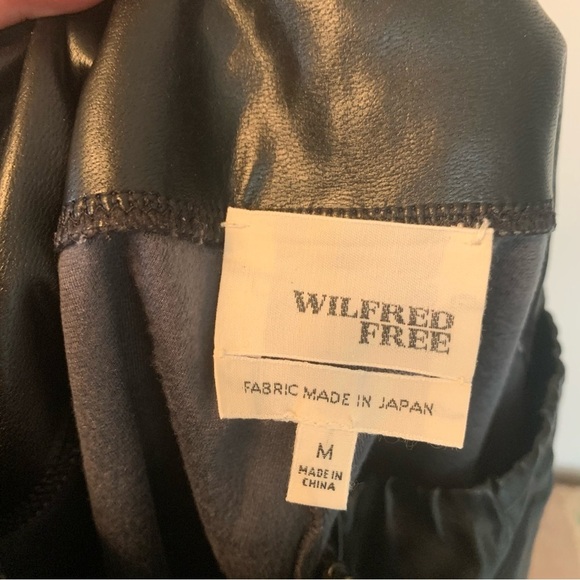 WILFRED
FREE
FABRIC MADE IN JAPAN
M
MADE IN
CHINA